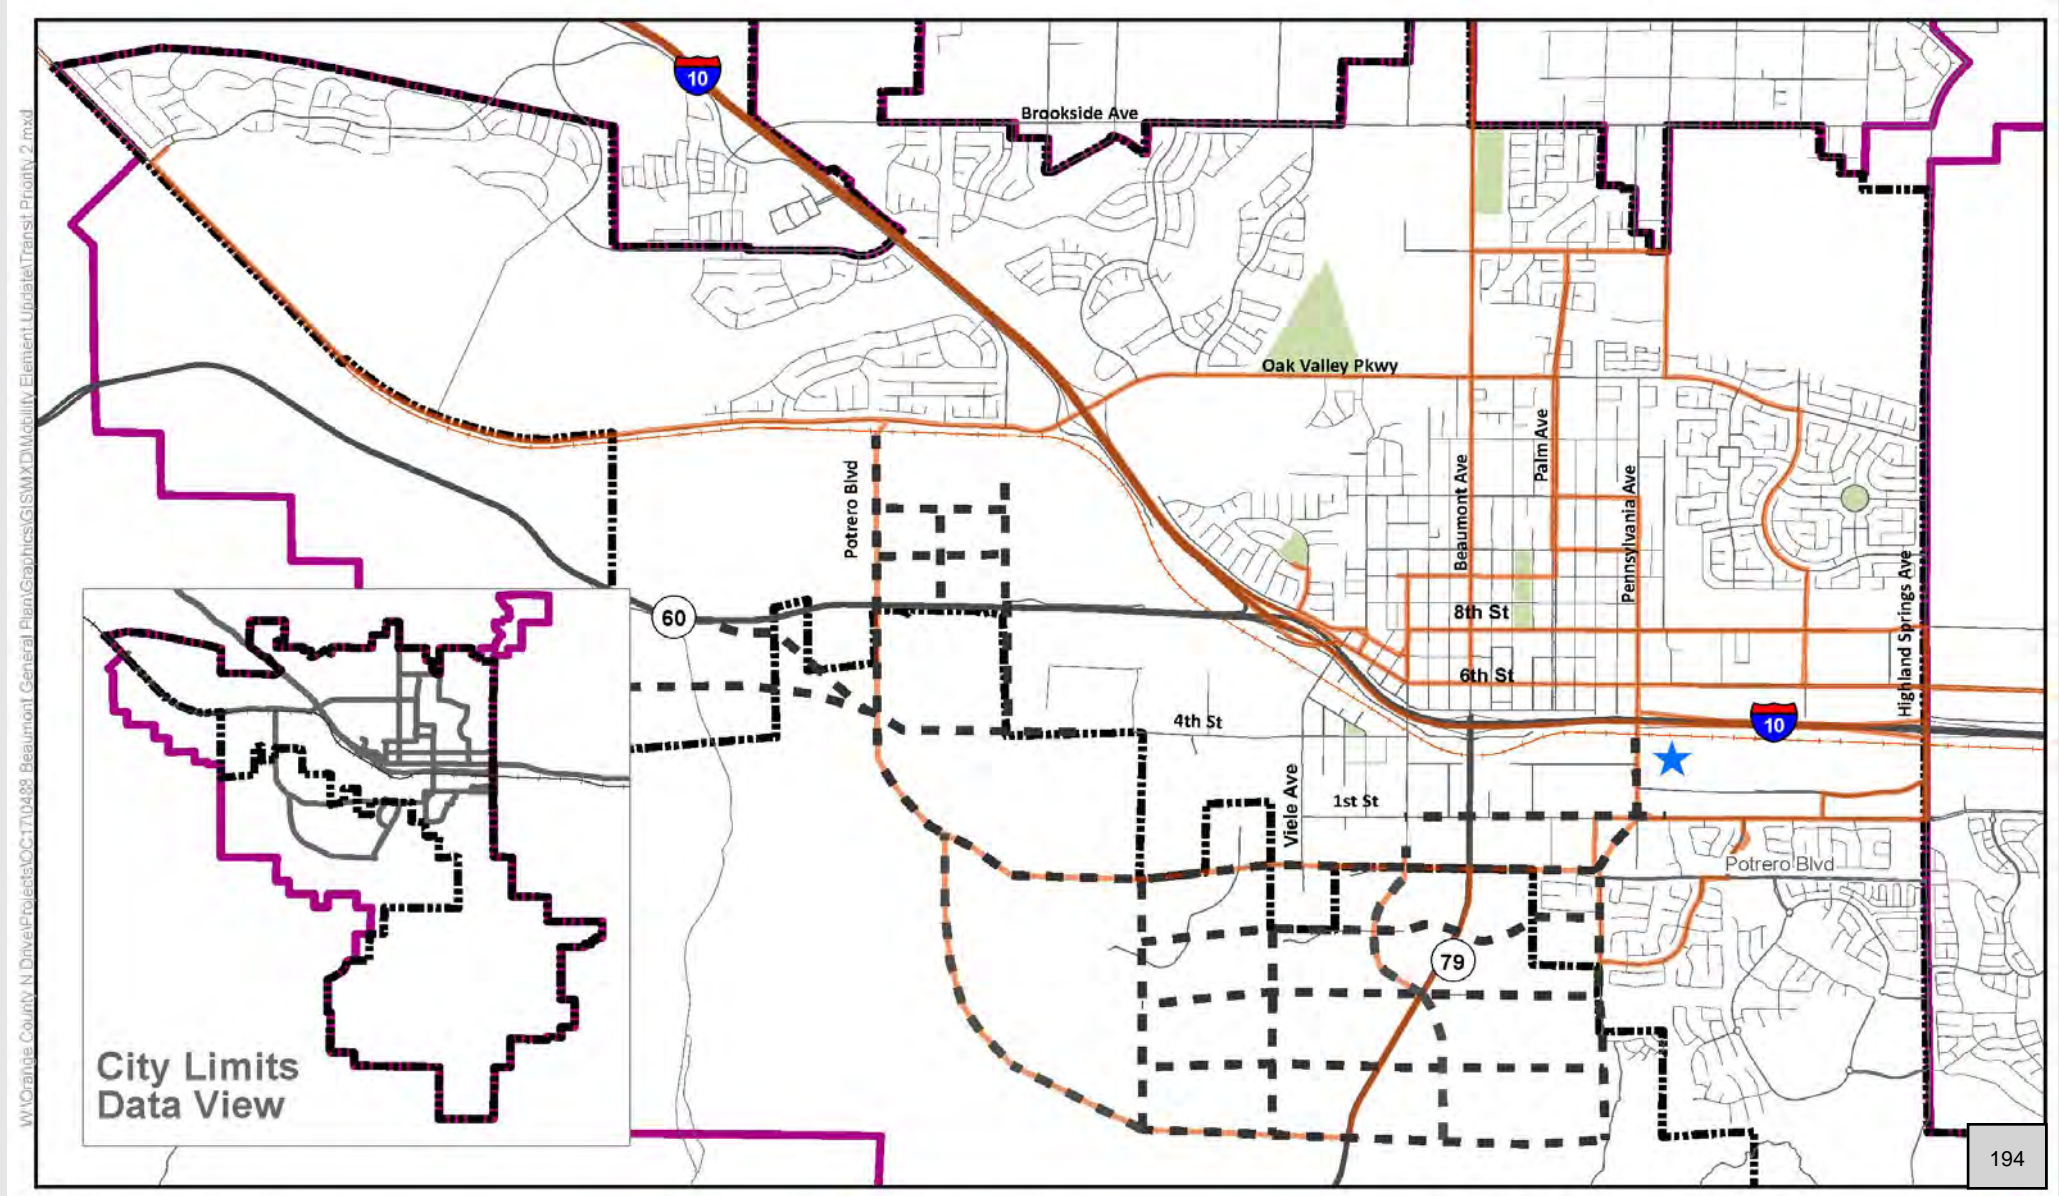 10
Brookside Ave
Oak Valley Pkwy
Potrero Blvd
Beaumont Ave
Palm Ave
Pennsylvania Ave
Highland Springs Ave
8th St
60
6th St
4th St
10
Viele Ave
1st St
Potrero Blvd
79
City Limits
Data View
194
W:\Orange County N Drive\Projects\OC17\0488 Beaumont General Plan\Graphics\GIS\MXD\Mobility Element Update\Transit Priority 2.mxd